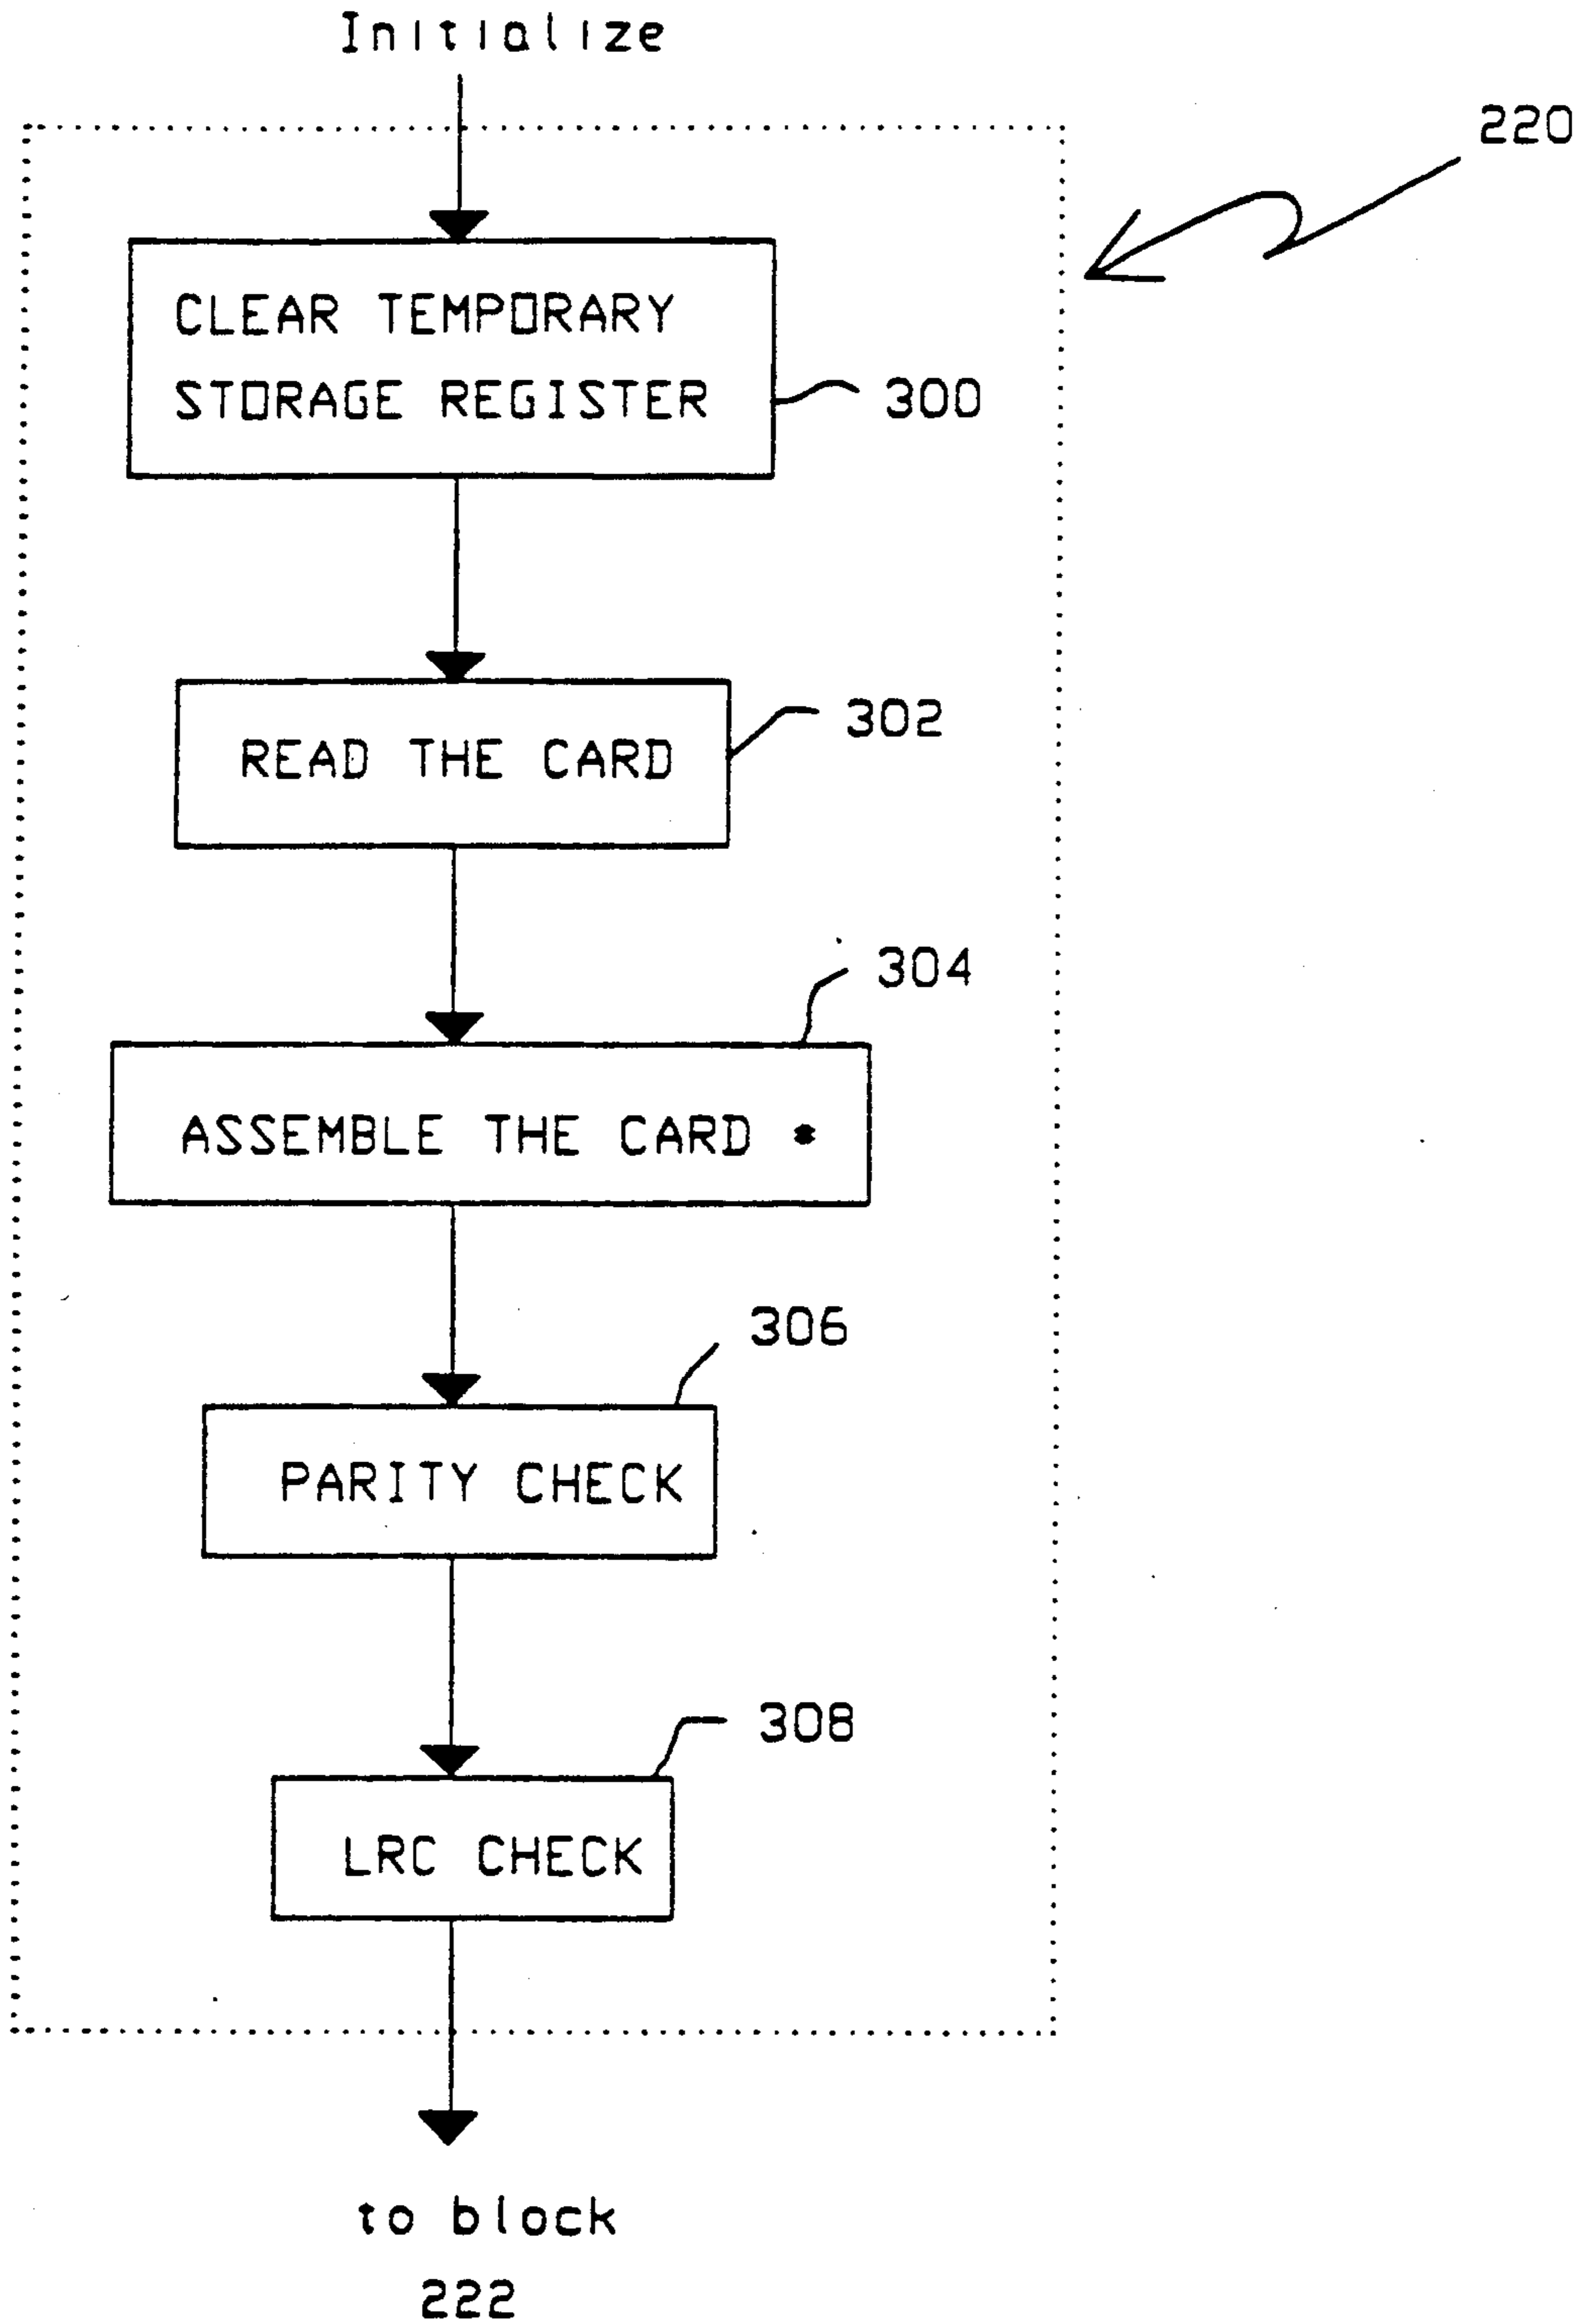 Initialize
220
CLEAR TEMPORARY
STORAGE REGISTER
300
302
READ THE CARD
304
ASSEMBLE THE CARD *
306
PARITY CHECK
308
LRC CHECK
to block
222